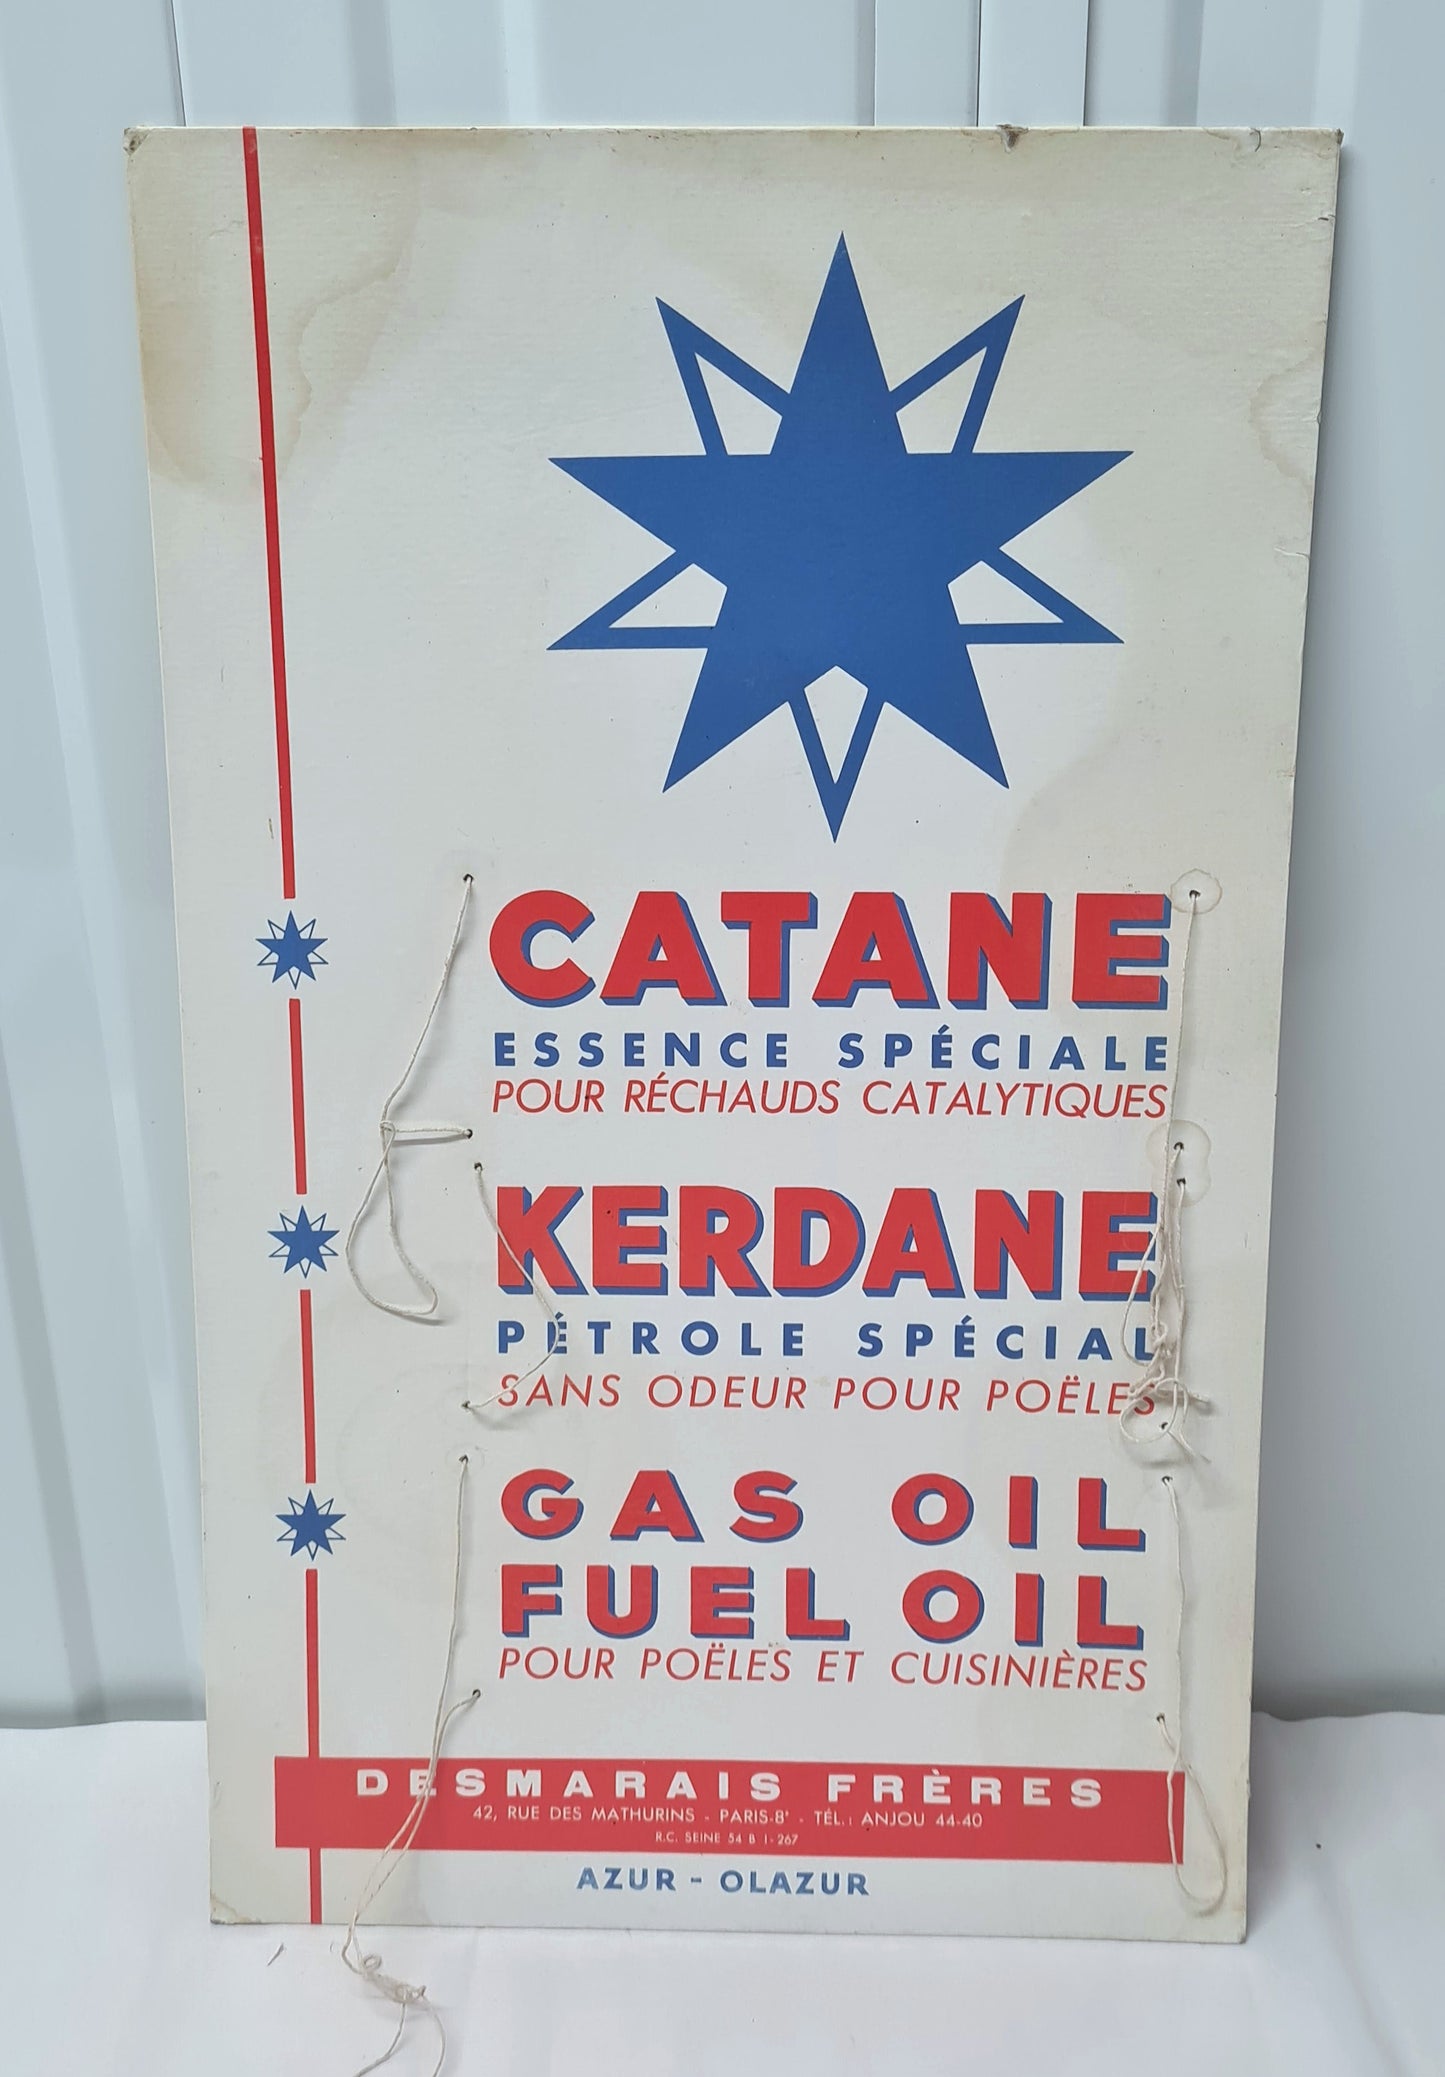 CATANE
ESSENCE SPÉCIALE
POUR RÉCHAUDS CATALYTIQUES
KERDANE
PÉTROLE SPÉCIAL
SANS ODEUR POUR POËLES
GAS OIL
FUEL OIL
POUR POËLES ET CUISINIÈRES
DESMARAIS FRÈRES
42, RUE DES MATHURINS - PARIS-8e - TÉL.: ANJOU 44-40
R.C. SEINE 54 B 1-267
AZUR - OLAZUR